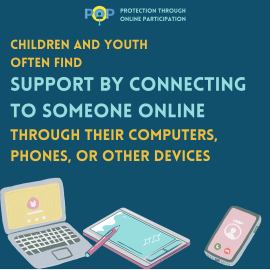 POP
PROTECTION THROUGH
ONLINE PARTICIPATION
CHILDREN AND YOUTH
OFTEN FIND
SUPPORT BY CONNECTING
TO SOMEONE ONLINE
THROUGH THEIR COMPUTERS,
PHONES, OR OTHER DEVICES